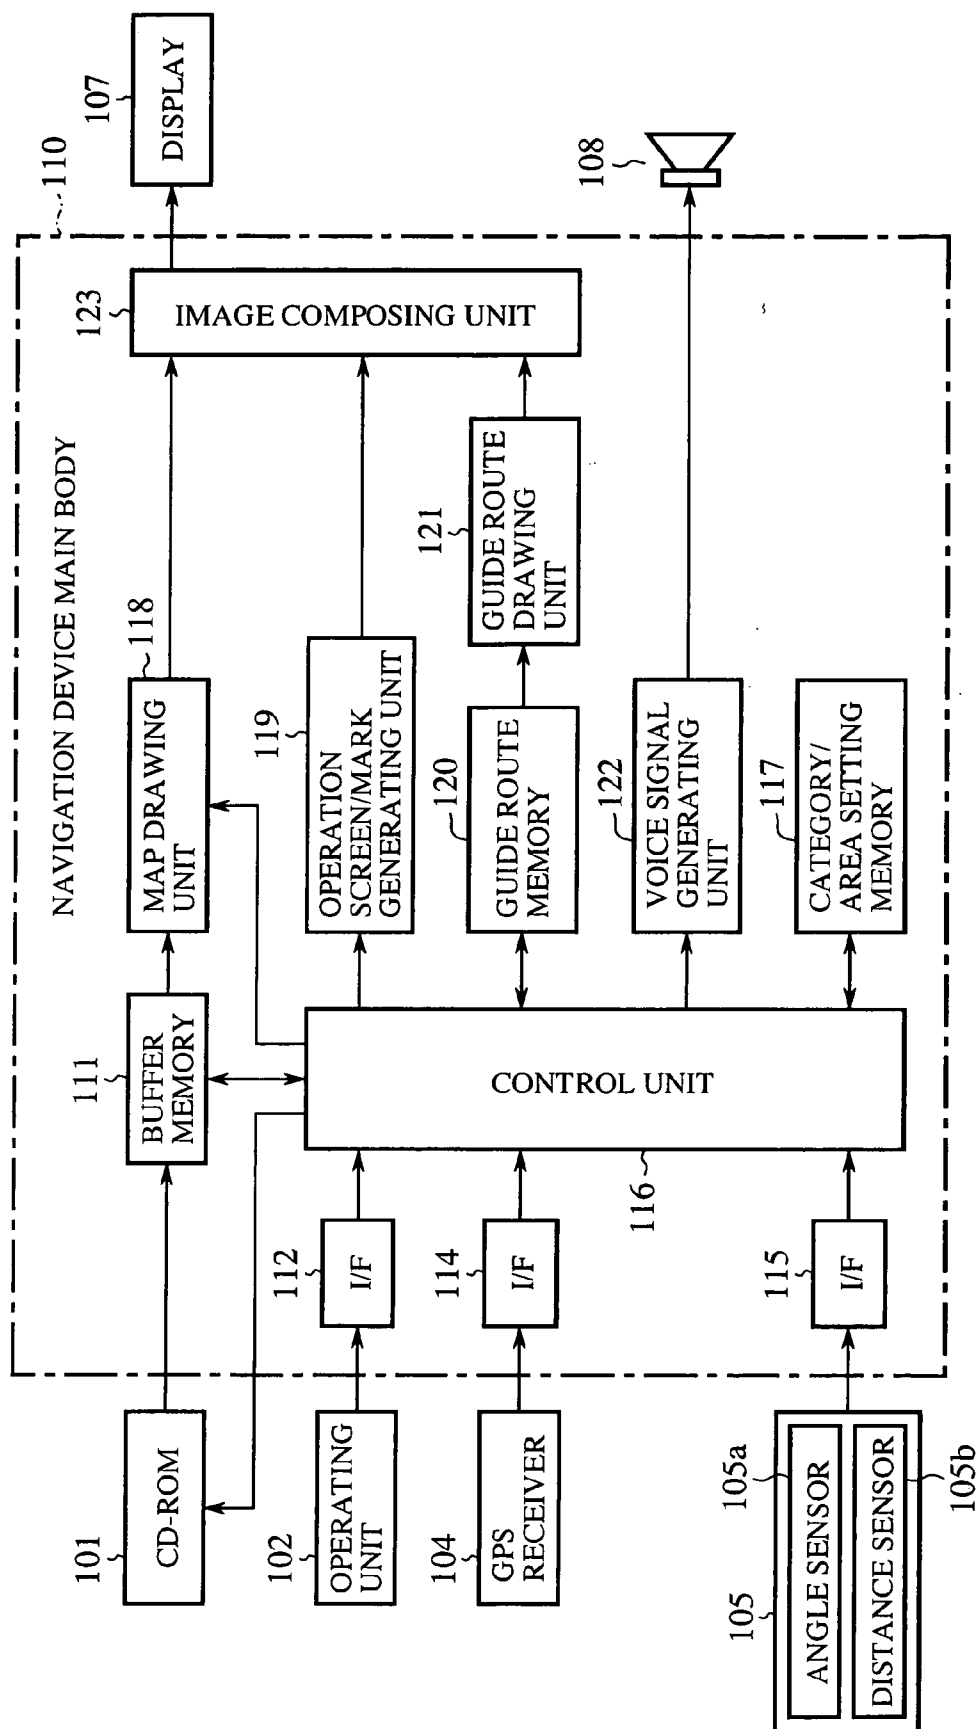 NAVIGATION DEVICE MAIN BODY
110
101
CD-ROM
111
BUFFER
MEMORY
118
MAP DRAWING
UNIT
123
IMAGE COMPOSING UNIT
107
DISPLAY
102
OPERATING
UNIT
112
I/F
119
OPERATION
SCREEN/MARK
GENERATING UNIT
104
GPS
RECEIVER
114
I/F
116
CONTROL UNIT
120
GUIDE ROUTE
MEMORY
121
GUIDE ROUTE
DRAWING
UNIT
122
VOICE SIGNAL
GENERATING
UNIT
108
105
105a
ANGLE SENSOR
DISTANCE SENSOR
105b
115
I/F
117
CATEGORY/
AREA SETTING
MEMORY